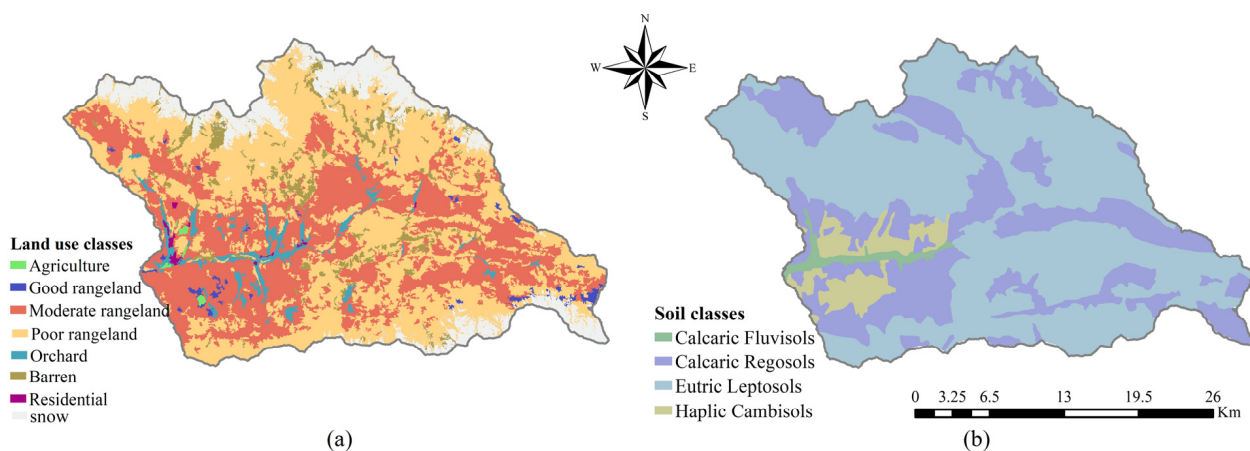 N
W
E
S
Land use classes
Agriculture
Good rangeland
Moderate rangeland
Poor rangeland
Orchard
Barren
Residential
snow
(a)
Soil classes
Calcaric Fluvisols
Calcaric Regosols
Eutric Leptosols
Haplic Cambisols
0 3.25 6.5 13 19.5 26
Km
(b)